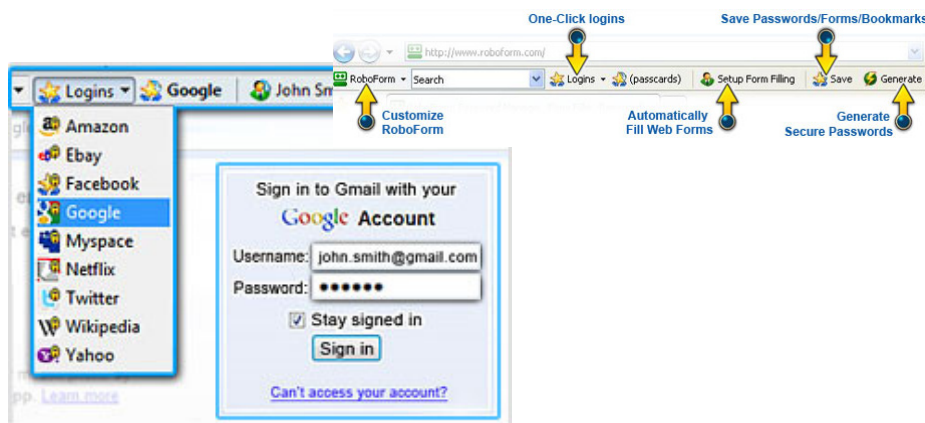 One-Click logins
Save Passwords/Forms/Bookmarks
http://www.roboform.com/
RoboForm
Search
Logins
(passcards)
Setup Form Filling
Save
Generate
Customize
RoboForm
Automatically
Fill Web Forms
Generate
Secure Passwords
Logins
Google
John Sm
Amazon
Ebay
Facebook
Google
Myspace
Netflix
Twitter
Wikipedia
Yahoo
Sign in to Gmail with your
Google Account
Username: john.smith@gmail.com
Password: ●●●●●●
Stay signed in
Sign in
Can't access your account?
pp. Learn more